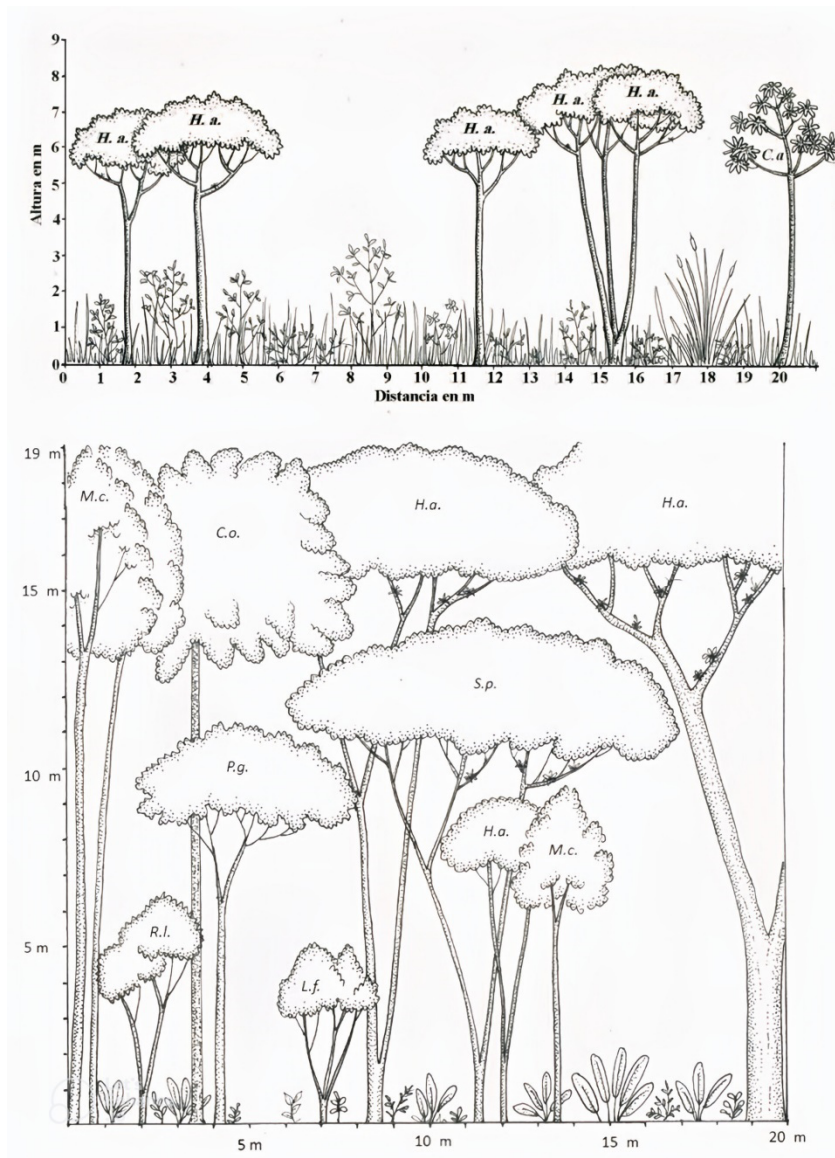 9
8
7
6
5
4
3
2
1
0
Altura en m
H. a.
H. a.
H. a.
H. a.
H. a.
C.a
0 1 2 3 4 5 6 7 8 9 10 11 12 13 14 15 16 17 18 19 20
Distancia en m
19 m
15 m
10 m
5 m
M.c.
C.o.
H.a.
H.a.
S.p.
P.g.
H.a.
M.c.
R.l.
L.f.
5 m 10 m 15 m 20 m